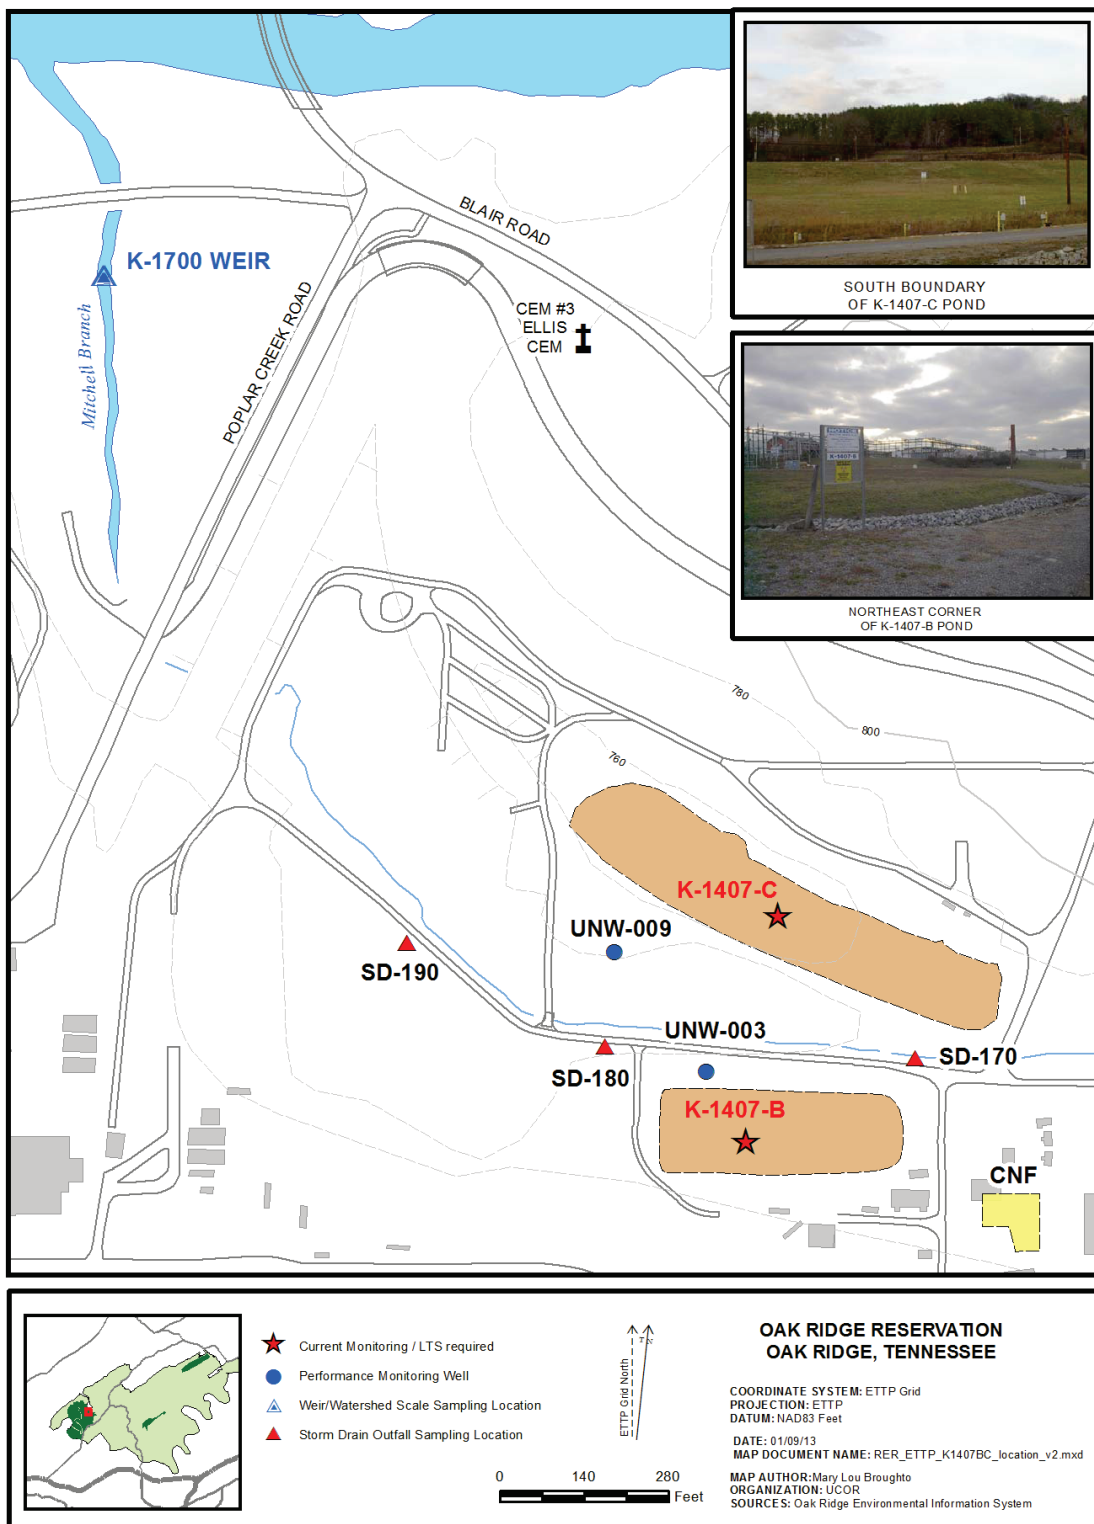 SOUTH BOUNDARY
OF K-1407-C POND
BLAIR ROAD
K-1700 WEIR
Mitchell Branch
POPLAR CREEK ROAD
CEM #3
ELLIS
CEM
K-1407-B
NORTHEAST CORNER
OF K-1407-B POND
780
800
760
K-1407-C
UNW-009
SD-190
UNW-003
SD-180
SD-170
K-1407-B
CNF
Current Monitoring / LTS required
Performance Monitoring Well
Weir/Watershed Scale Sampling Location
Storm Drain Outfall Sampling Location
ETTP Grid North
T N
0 140 280
Feet
OAK RIDGE RESERVATION
OAK RIDGE, TENNESSEE
COORDINATE SYSTEM: ETTP Grid
PROJECTION: ETTP
DATUM: NAD83 Feet
DATE: 01/09/13
MAP DOCUMENT NAME: RER_ETTP_K1407BC_location_v2.mxd
MAP AUTHOR:Mary Lou Broughto
ORGANIZATION: UCOR
SOURCES: Oak Ridge Environmental Information System